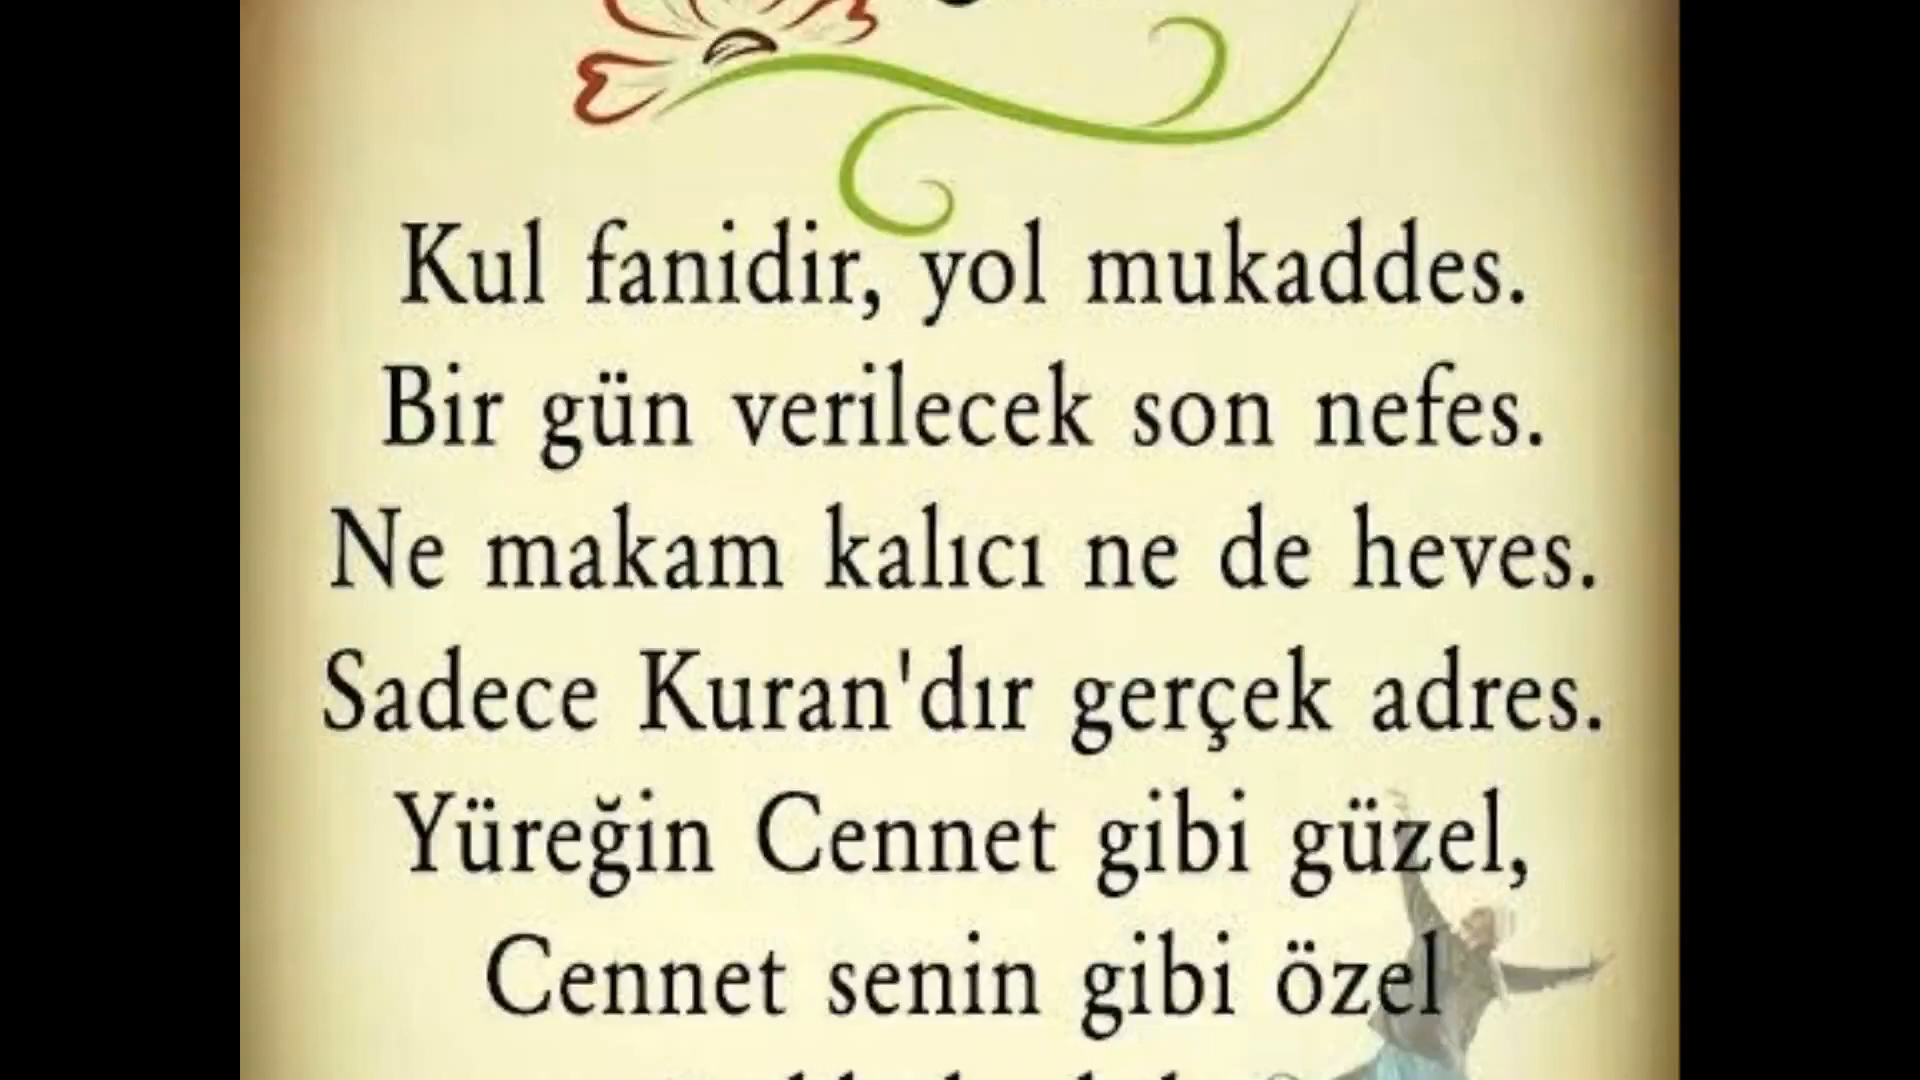 Kul fanidir, yol mukaddes.
Bir gün verilecek son nefes.
Ne makam kalıcı ne de heves.
Sadece Kuran'dır gerçek adres.
Yüreğin Cennet gibi güzel,
Cennet senin gibi özel